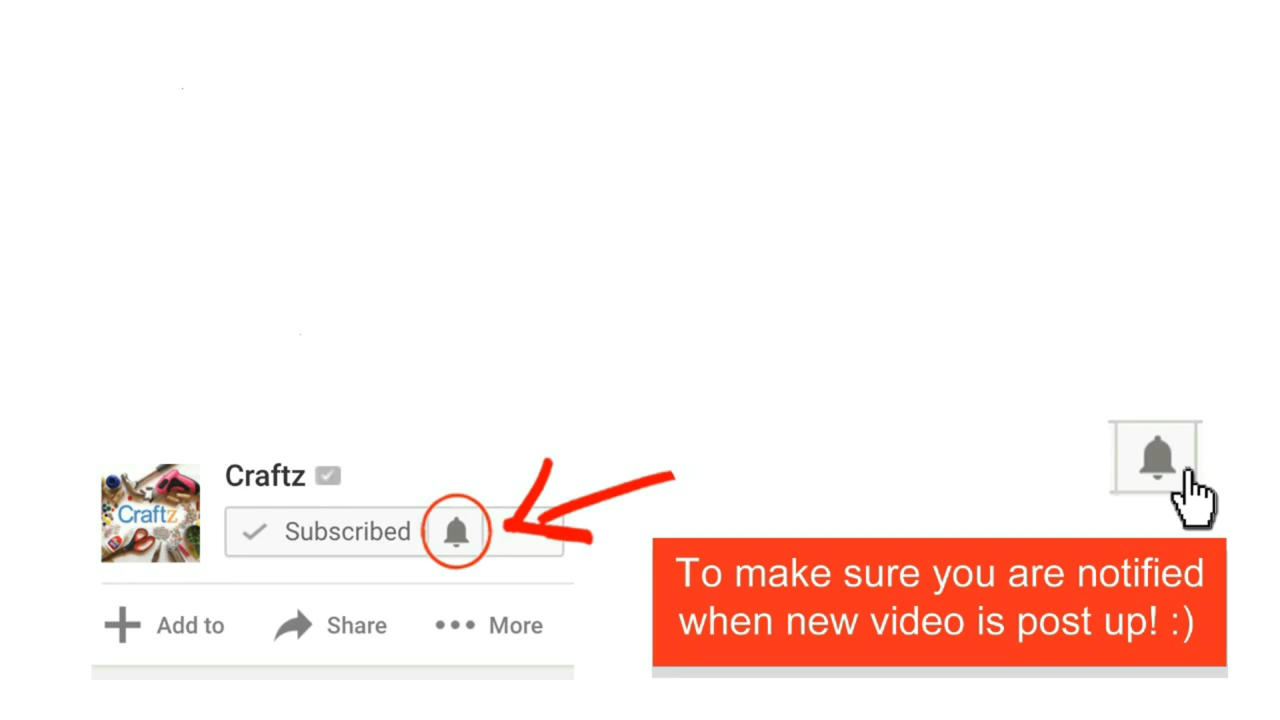 Craftz
Craftz
Subscribed
Add to
Share
More
To make sure you are notified
when new video is post up! :)